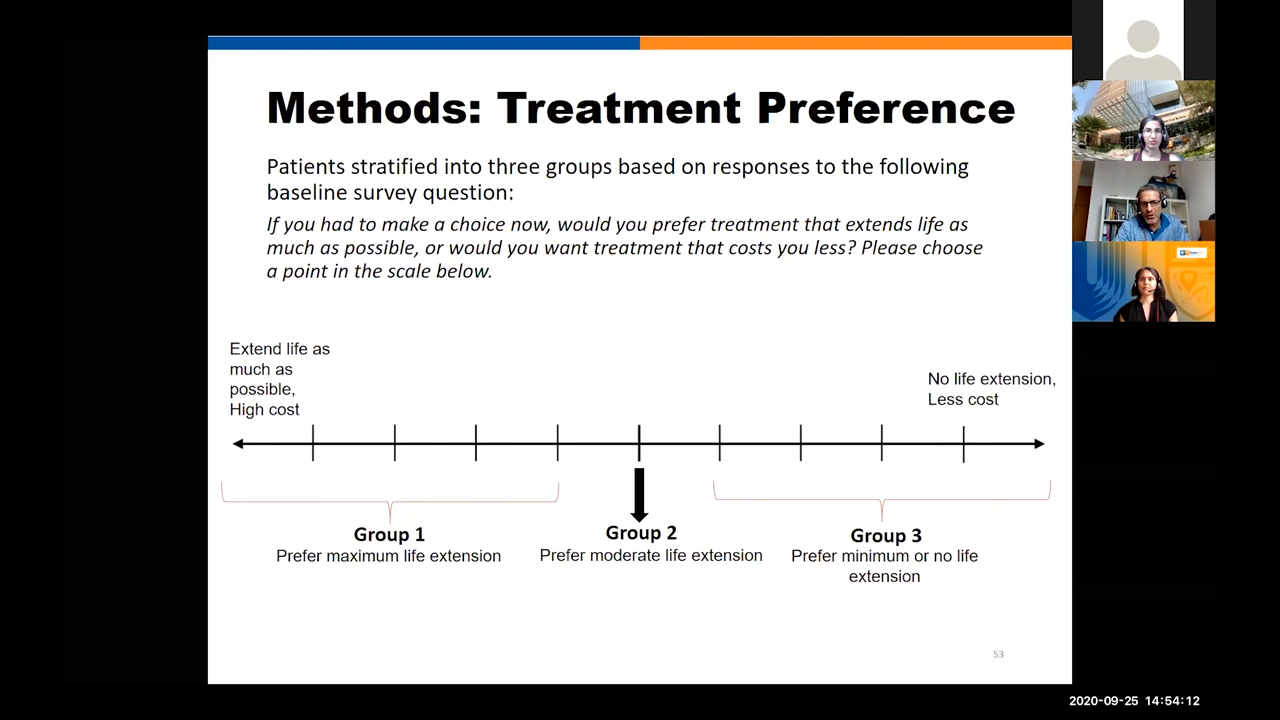 Methods: Treatment Preference
Patients stratified into three groups based on responses to the following
baseline survey question:
If you had to make a choice now, would you prefer treatment that extends life as
much as possible, or would you want treatment that costs you less? Please choose
a point in the scale below.
Extend life as
much as
possible,
High cost
No life extension,
Less cost
Group 1
Prefer maximum life extension
Group 2
Prefer moderate life extension
Group 3
Prefer minimum or no life
extension
53
2020-09-25 14:54:12